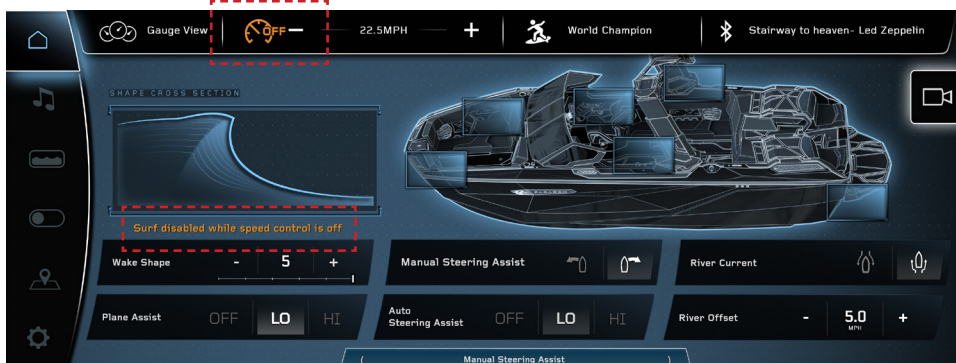 Gauge View
OFF
− 22.5MPH +
World Champion
Stairway to heaven- Led Zeppelin
SHAPE CROSS SECTION
Surf disabled while speed control is off
Wake Shape - 5 +
Manual Steering Assist
River Current
Plane Assist OFF LO HI
Auto
Steering Assist OFF LO HI
River Offset - 5.0 +
MPH
Manual Steering Assist